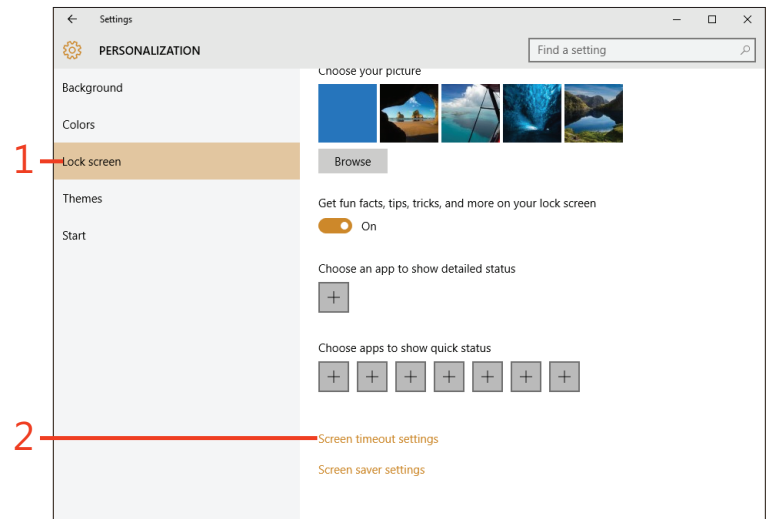 Settings
PERSONALIZATION
Find a setting
Choose your picture
Background
Colors
1
Lock screen
Browse
Themes
Get fun facts, tips, tricks, and more on your lock screen
On
Start
Choose an app to show detailed status
Choose apps to show quick status
2
Screen timeout settings
Screen saver settings